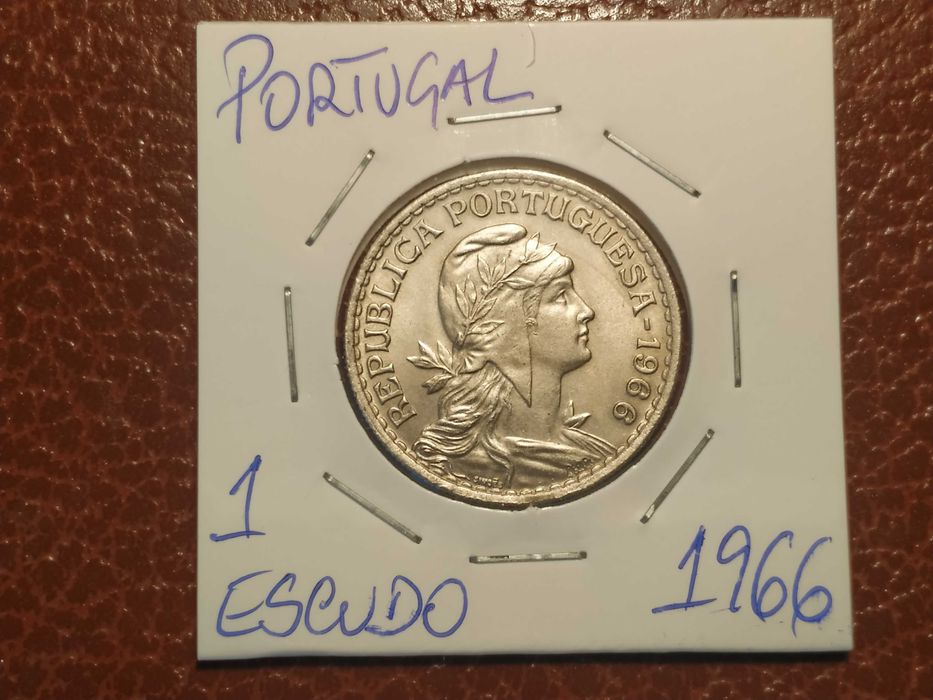 PORTUGAL
REPUBLICA PORTUGUESA-1966
1
ESCUDO
1966